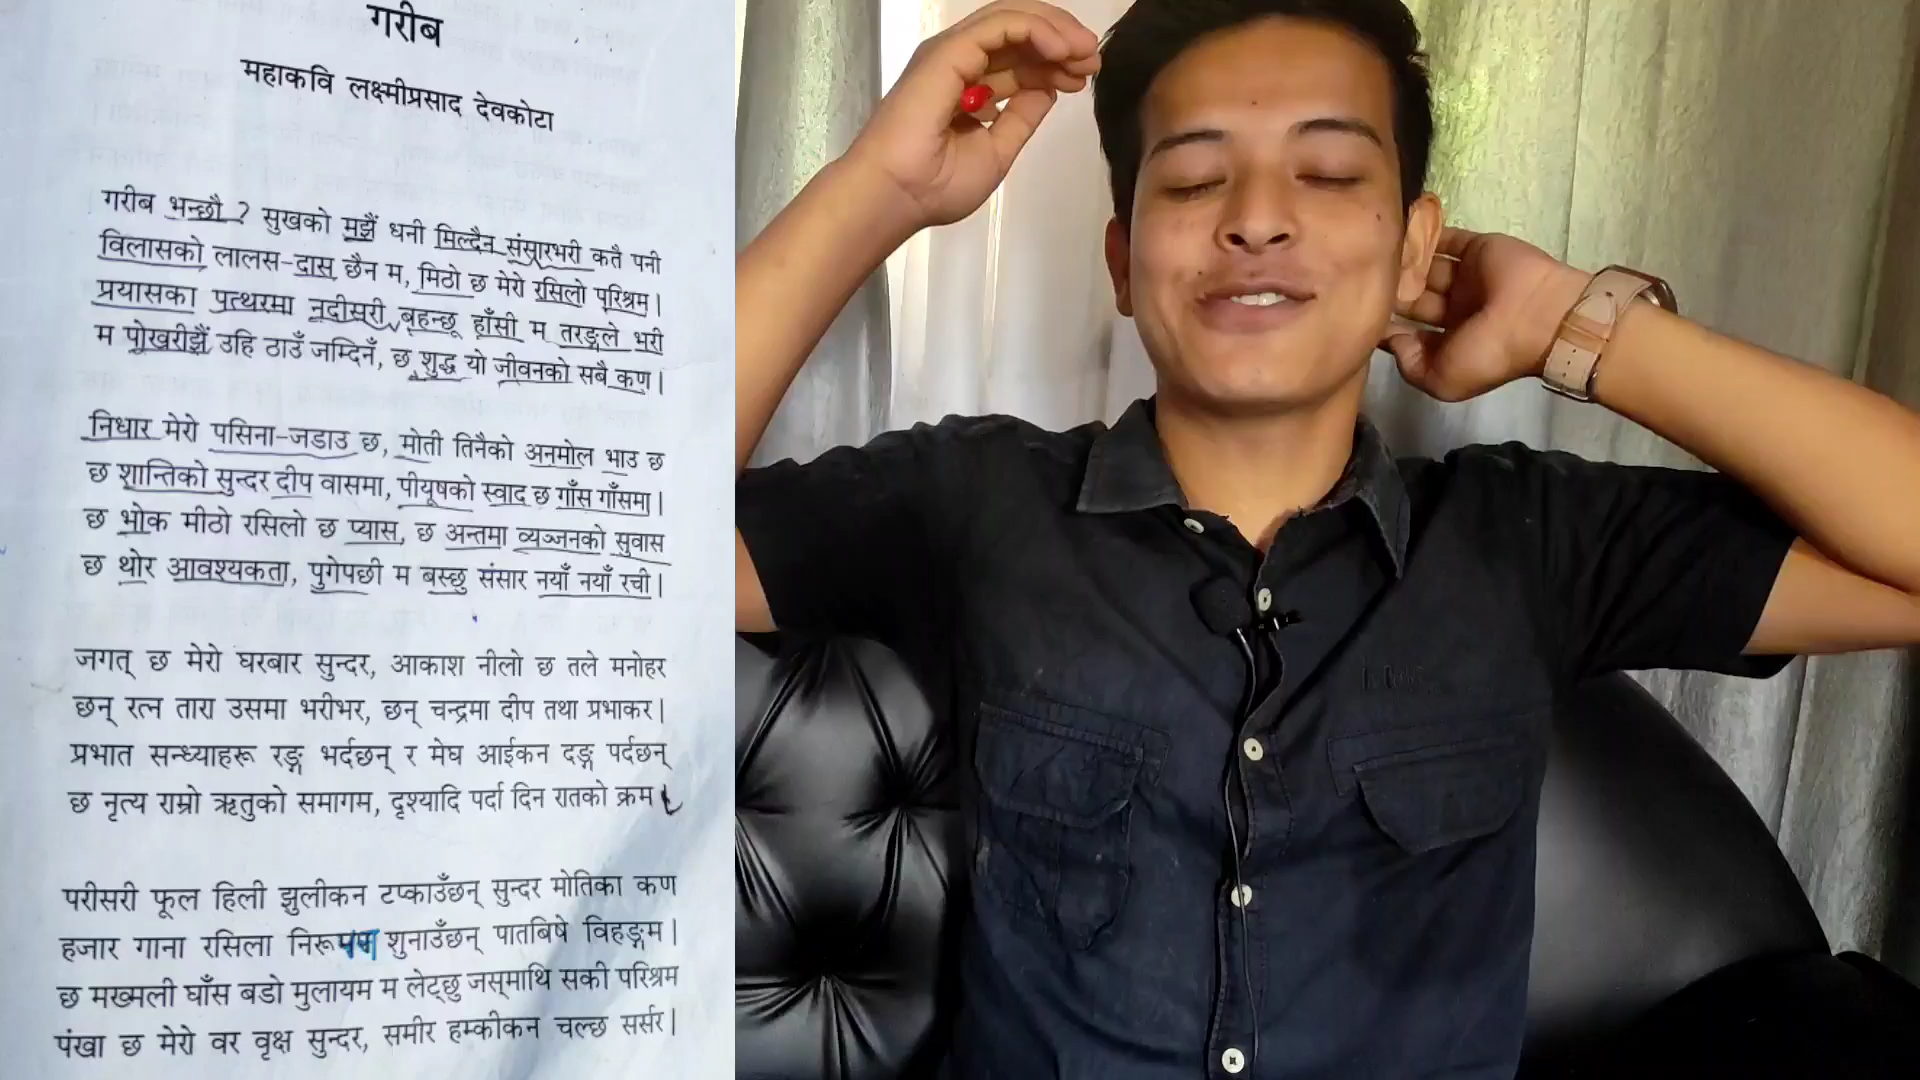 गरीब
महाकवि लक्ष्मीप्रसाद देवकोटा
गरीब भन्छौ ? सुखको मझैं धनी मिल्दैन संसारभरी कतै पनी
विलासको लालस-दास छैन म, मिठो छ मेरो रसिलो परिश्रम।
प्रयासका पत्थरमा नदीसरी बहन्छू हाँसी म तरङ्गले भरी
म पोखरीझैं उहि ठाउँ जम्दिनँ, छ शुद्ध यो जीवनको सबै कण।
निधार मेरो पसिना-जडाउ छ, मोती तिनैको अनमोल भाउ छ
छ शान्तिको सुन्दर दीप वासमा, पीयूषको स्वाद छ गाँस गाँसमा।
छ भोक मीठो रसिलो छ प्यास, छ अन्तमा व्यञ्जनको सुवास
छ थोर आवश्यकता, पुगेपछी म बस्छु संसार नयाँ नयाँ रची।
जगत् छ मेरो घरबार सुन्दर, आकाश नीलो छ तले मनोहर
छन् रत्न तारा उसमा भरीभर, छन् चन्द्रमा दीप तथा प्रभाकर।
प्रभात सन्ध्याहरू रङ्ग भर्दछन् र मेघ आईकन दङ्ग पर्दछन्
छ नृत्य राम्रो ऋतुको समागम, दृश्यादि पर्दा दिन रातको क्रम।
परीसरी फूल हिली झुलीकन टप्काउँछन् सुन्दर मोतिका कण
हजार गाना रसिला शुनाउँछन् पातबिषे विहङ्गम।
छ मख्मली घाँस बडो मुलायम म लेट्छु जस्माथि सकी परिश्रम
पंखा छ मेरो वर वृक्ष सुन्दर, समीर हम्कीकन चल्छ सर्सर।